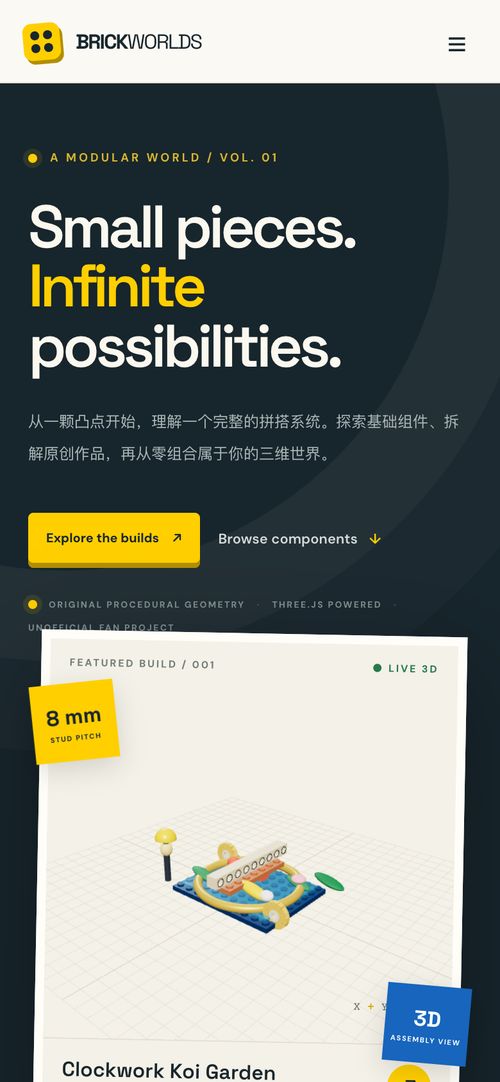 BRICKWORLDS
A MODULAR WORLD / VOL. 01
Small pieces.
Infinite
possibilities.
从一颗凸点开始，理解一个完整的拼搭系统。探索基础组件、拆
解原创作品，再从零组合属于你的三维世界。
Explore the builds ↗
Browse components ↓
ORIGINAL PROCEDURAL GEOMETRY · THREE.JS POWERED ·
UNOFFICIAL FAN PROJECT
FEATURED BUILD / 001
LIVE 3D
8 mm
STUD PITCH
X + Y
3D
ASSEMBLY VIEW
Clockwork Koi Garden